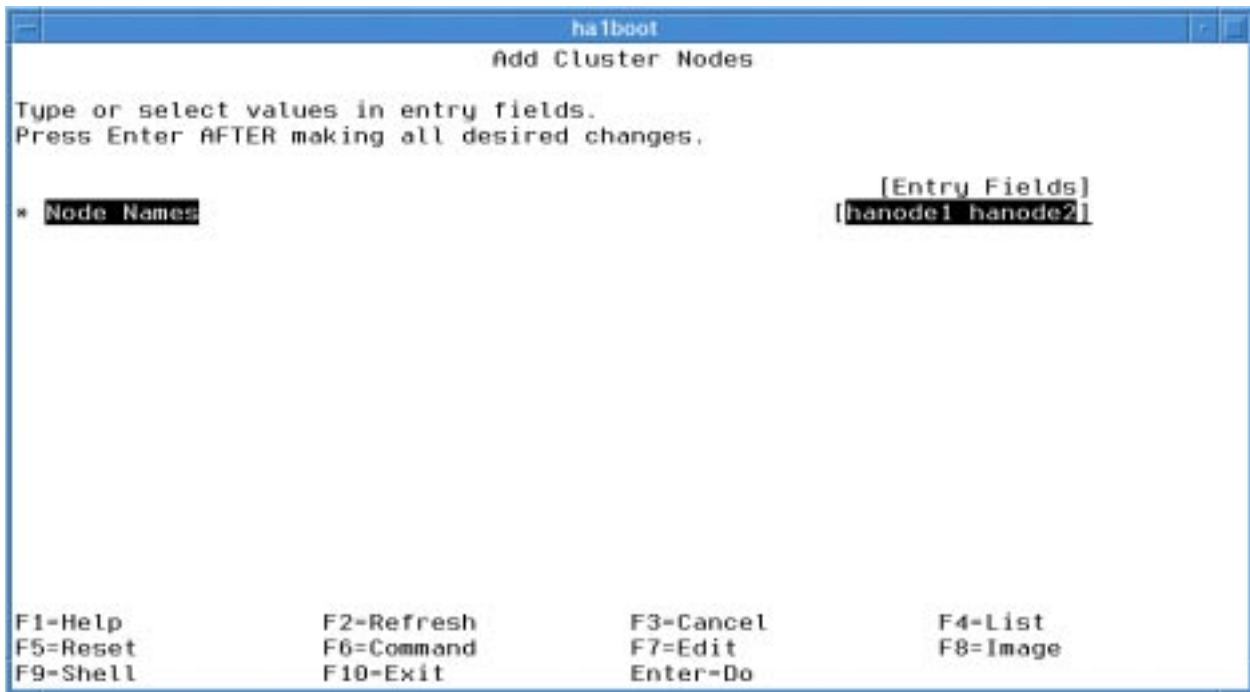 ha1boot
Add Cluster Nodes
Type or select values in entry fields.
Press Enter AFTER making all desired changes.
[Entry Fields]
* Node Names [hanode1 hanode2]
F1=Help F2=Refresh F3=Cancel F4=List
F5=Reset F6=Command F7=Edit F8=Image
F9=Shell F10=Exit Enter=Do